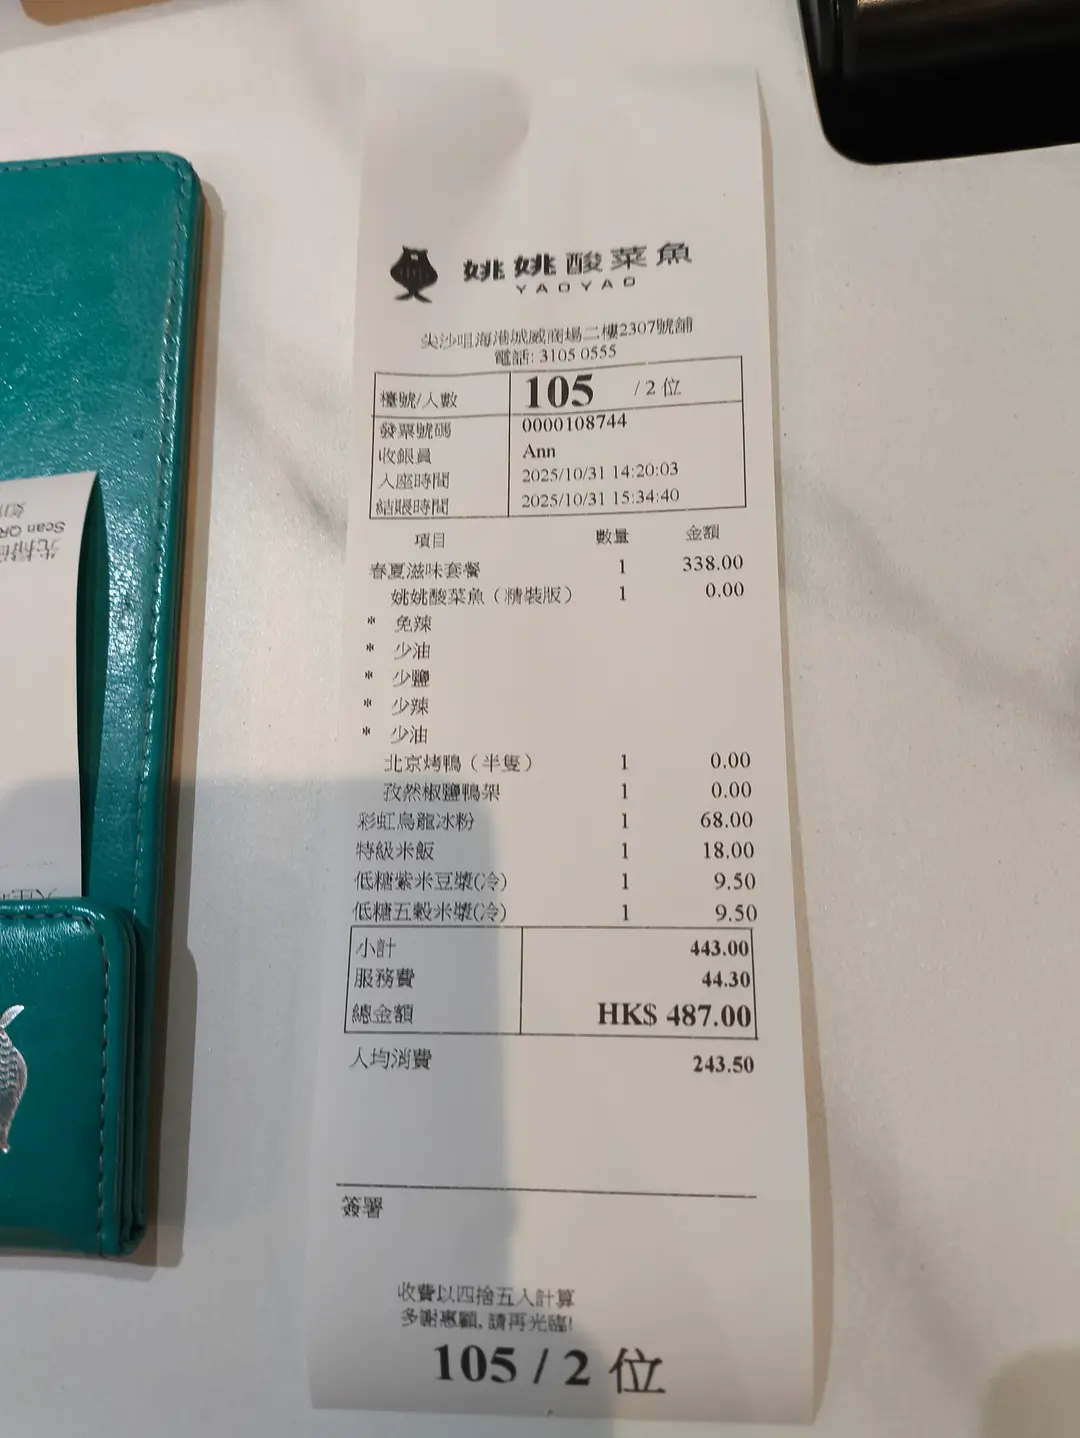 姚姚酸菜魚
YAOYAO
尖沙咀海港城威商場二樓2307號舖
電話: 3105 0555
檯號/人數 105 / 2 位
發票號碼 0000108744
收銀員 Ann
入座時間 2025/10/31 14:20:03
結賬時間 2025/10/31 15:34:40
項目 數量 金額
春夏滋味套餐 1 338.00
姚姚酸菜魚（精裝版） 1 0.00
* 免辣
* 少油
* 少鹽
* 少辣
* 少油
北京烤鴨（半隻） 1 0.00
孜然椒鹽鴨架 1 0.00
彩虹烏龍冰粉 1 68.00
特級米飯 1 18.00
低糖紫米豆漿(冷) 1 9.50
低糖五穀米漿(冷) 1 9.50
小計 443.00
服務費 44.30
總金額 HK$ 487.00
人均消費 243.50
簽署
收費以四捨五入計算
多謝惠顧, 請再光臨!
105 / 2 位
Scan QR